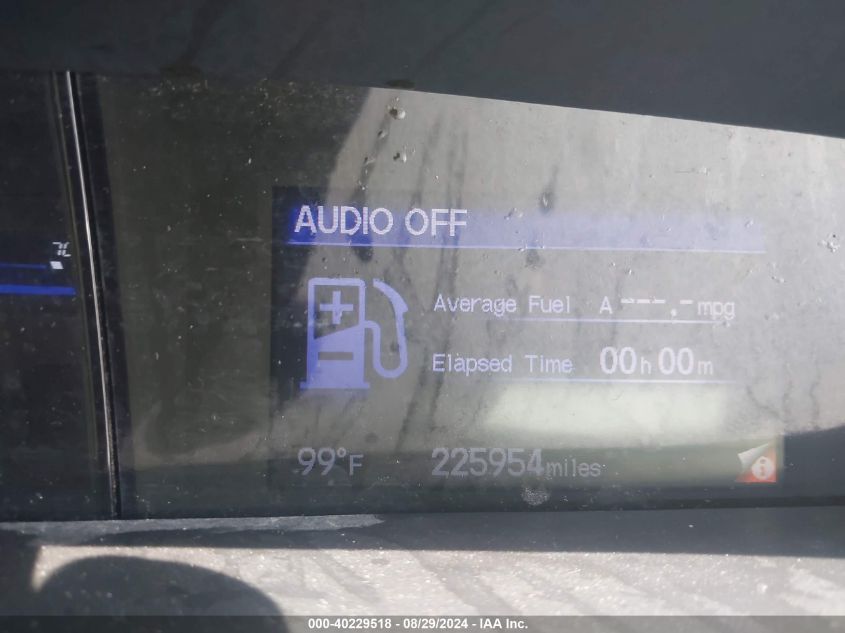 AUDIO OFF
Average Fuel A ---.- mpg
Elapsed Time 00h00m
99°F 225954miles
000-40229518 - 08/29/2024 - IAA Inc.